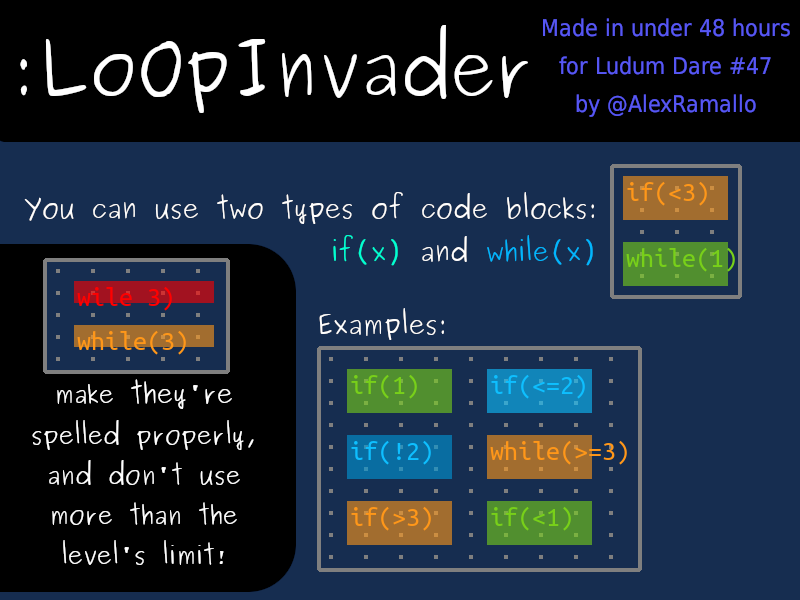 :LoOpInvader
Made in under 48 hours
for Ludum Dare #47
by @AlexRamallo
You can use two types of code blocks:
if(x) and while(x)
if(<3)
while(1)
wile 3)
while(3)
make they're
spelled properly,
and don't use
more than the
level's limit!
Examples:
if(1) if(<=2)
if(!2) while(>=3)
if(>3) if(<1)